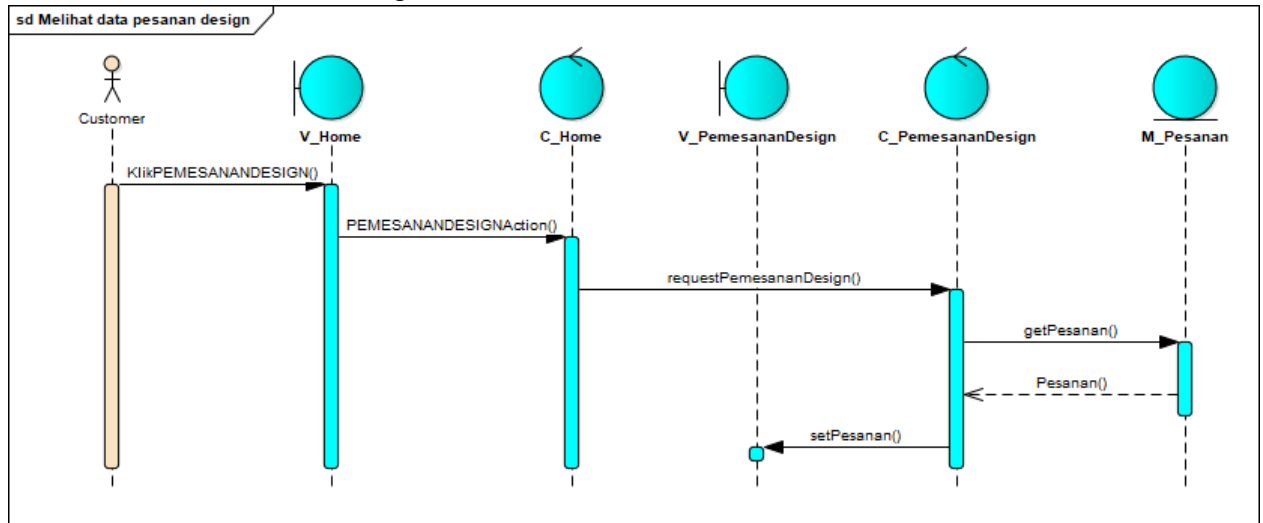 sd Melihat data pesanan design
Customer
V_Home
C_Home
V_PemesananDesign
C_PemesananDesign
M_Pesanan
KlikPEMESANANDESIGN()
PEMESANANDESIGNAction()
requestPemesananDesign()
getPesanan()
Pesanan()
setPesanan()